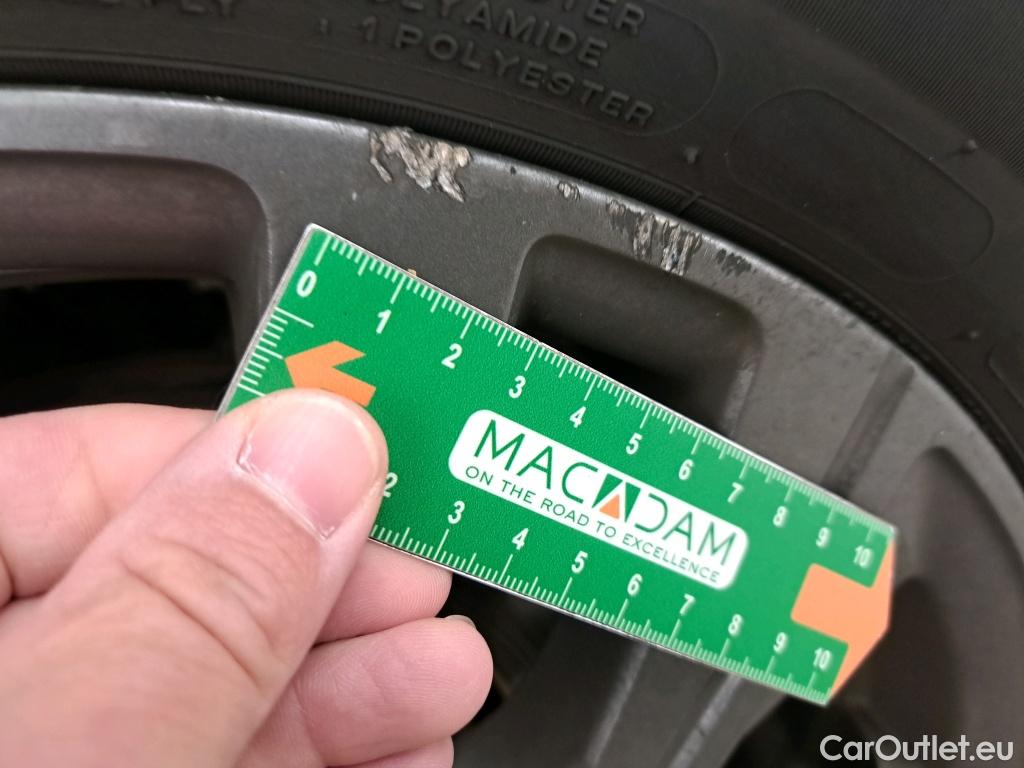 POLYAMIDE
1 POLYESTER
0 1 2 3 4 5 6 7 8 9 10
MACADAM
ON THE ROAD TO EXCELLENCE
2 3 4 5 6 7 8 9 10
CarOutlet.eu